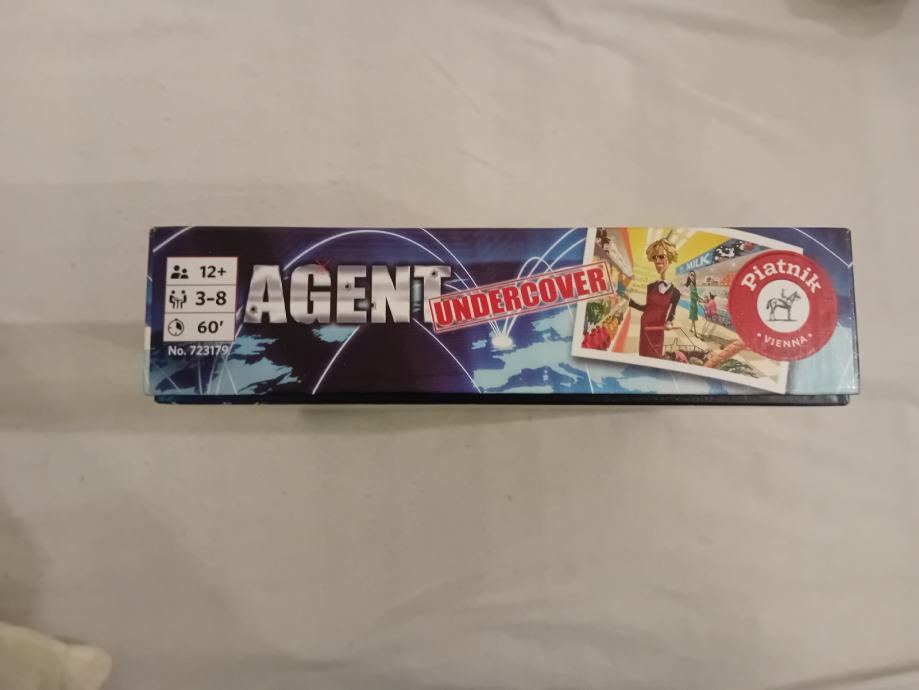 12+
3-8
60'
No. 723179
AGENT
UNDERCOVER
MILK
Piatnik
• VIENNA •